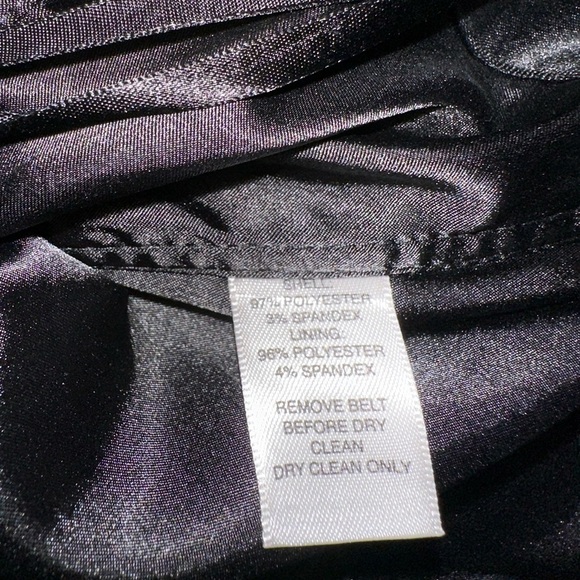 SHELL:
97% POLYESTER
3% SPANDEX
LINING:
96% POLYESTER
4% SPANDEX
REMOVE BELT
BEFORE DRY
CLEAN
DRY CLEAN ONLY